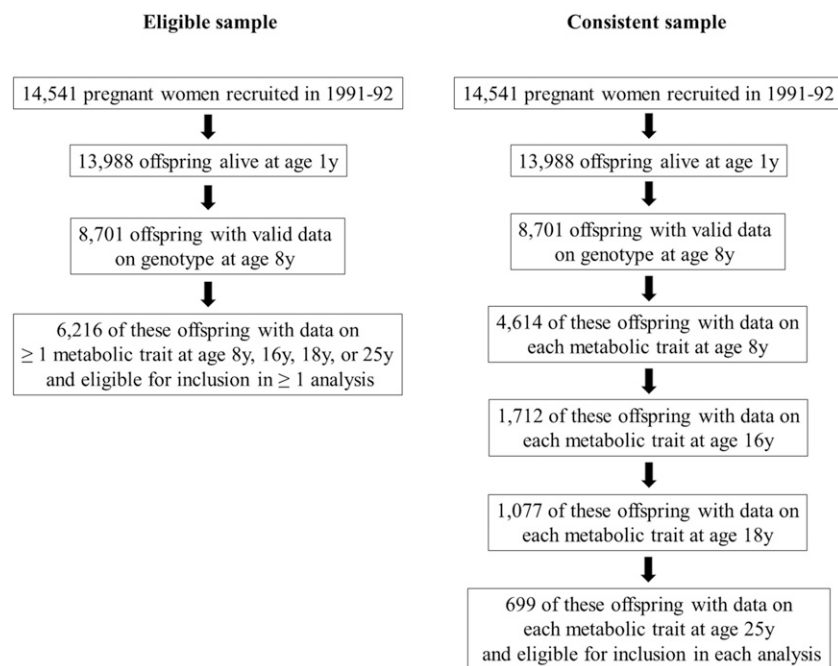 Eligible sample
14,541 pregnant women recruited in 1991-92
13,988 offspring alive at age 1y
8,701 offspring with valid data
on genotype at age 8y
6,216 of these offspring with data on
≥ 1 metabolic trait at age 8y, 16y, 18y, or 25y
and eligible for inclusion in ≥ 1 analysis
Consistent sample
14,541 pregnant women recruited in 1991-92
13,988 offspring alive at age 1y
8,701 offspring with valid data
on genotype at age 8y
4,614 of these offspring with data on
each metabolic trait at age 8y
1,712 of these offspring with data on
each metabolic trait at age 16y
1,077 of these offspring with data on
each metabolic trait at age 18y
699 of these offspring with data on
each metabolic trait at age 25y
and eligible for inclusion in each analysis